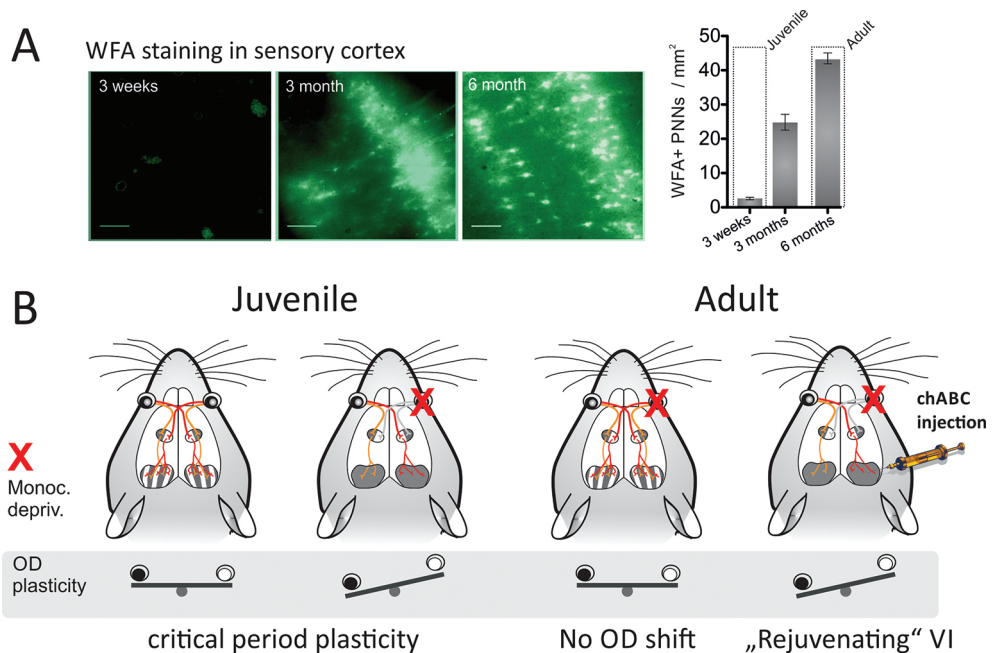 A
WFA staining in sensory cortex
3 weeks
3 month
6 month
WFA+ PNNs / mm²
50
40
30
20
10
0
Juvenile
Adult
3 weeks
3 months
6 months
B
Juvenile
Adult
X
X
X
chABC
injection
X
Monoc.
depriv.
OD
plasticity
critical period plasticity
No OD shift
„Rejuvenating“ VI